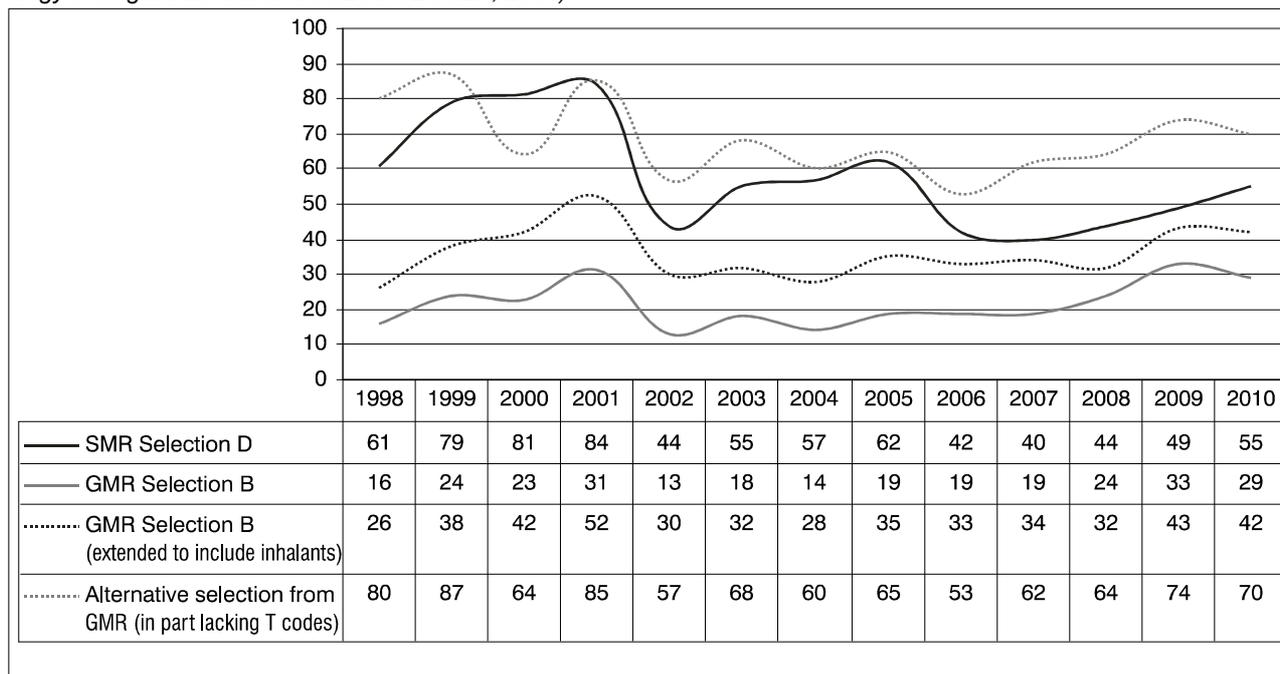 100
90
80
70
60
50
40
30
20
10
0
1998 1999 2000 2001 2002 2003 2004 2005 2006 2007 2008 2009 2010
SMR Selection D 61 79 81 84 44 55 57 62 42 40 44 49 55
GMR Selection B 16 24 23 31 13 18 14 19 19 19 24 33 29
GMR Selection B 26 38 42 52 30 32 28 35 33 34 32 43 42
(extended to include inhalants)
Alternative selection from 80 87 64 85 57 68 60 65 53 62 64 74 70
GMR (in part lacking T codes)